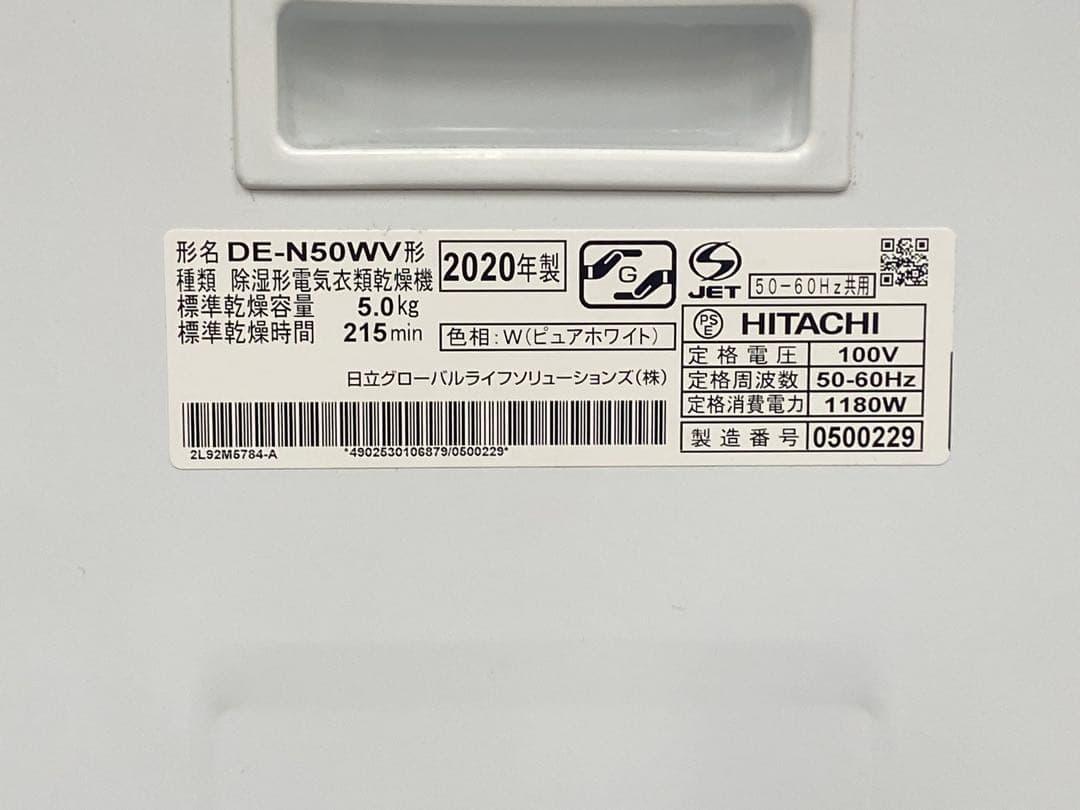 形名 DE-N50WV形
種類 除湿形電気衣類乾燥機
標準乾燥容量 5.0kg
標準乾燥時間 215min
2020年製
G
JET
50-60Hz共用
色相:W(ピュアホワイト)
日立グローバルライフソリューションズ(株)
2L92M5784-A
*4902530106879/0500229*
PSE HITACHI
定格電圧 100V
定格周波数 50-60Hz
定格消費電力 1180W
製造番号 0500229